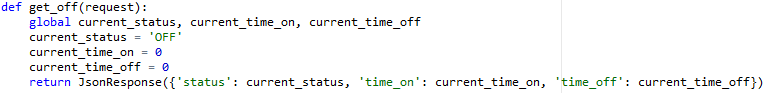 def get_off(request):
    global current_status, current_time_on, current_time_off
    current_status = 'OFF'
    current_time_on = 0
    current_time_off = 0
    return JsonResponse({'status': current_status, 'time_on': current_time_on, 'time_off': current_time_off})